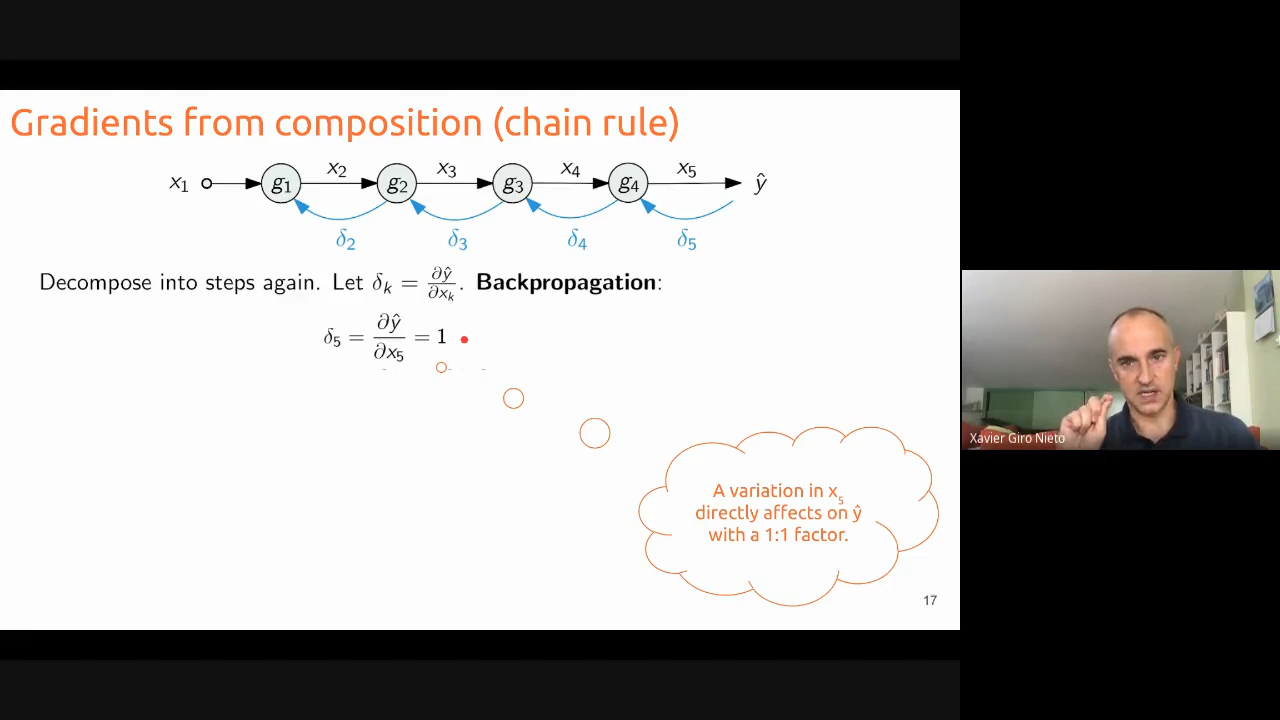 Gradients from composition (chain rule)
x₁ g₁ x₂ g₂ x₃ g₃ x₄ g₄ x₅ ŷ
δ₂ δ₃ δ₄ δ₅
Decompose into steps again. Let δₖ = ∂ŷ/∂xₖ. Backpropagation:
δ₅ = ∂ŷ/∂x₅ = 1
A variation in x₅
directly affects on ŷ
with a 1:1 factor.
17
Xavier Giro Nieto